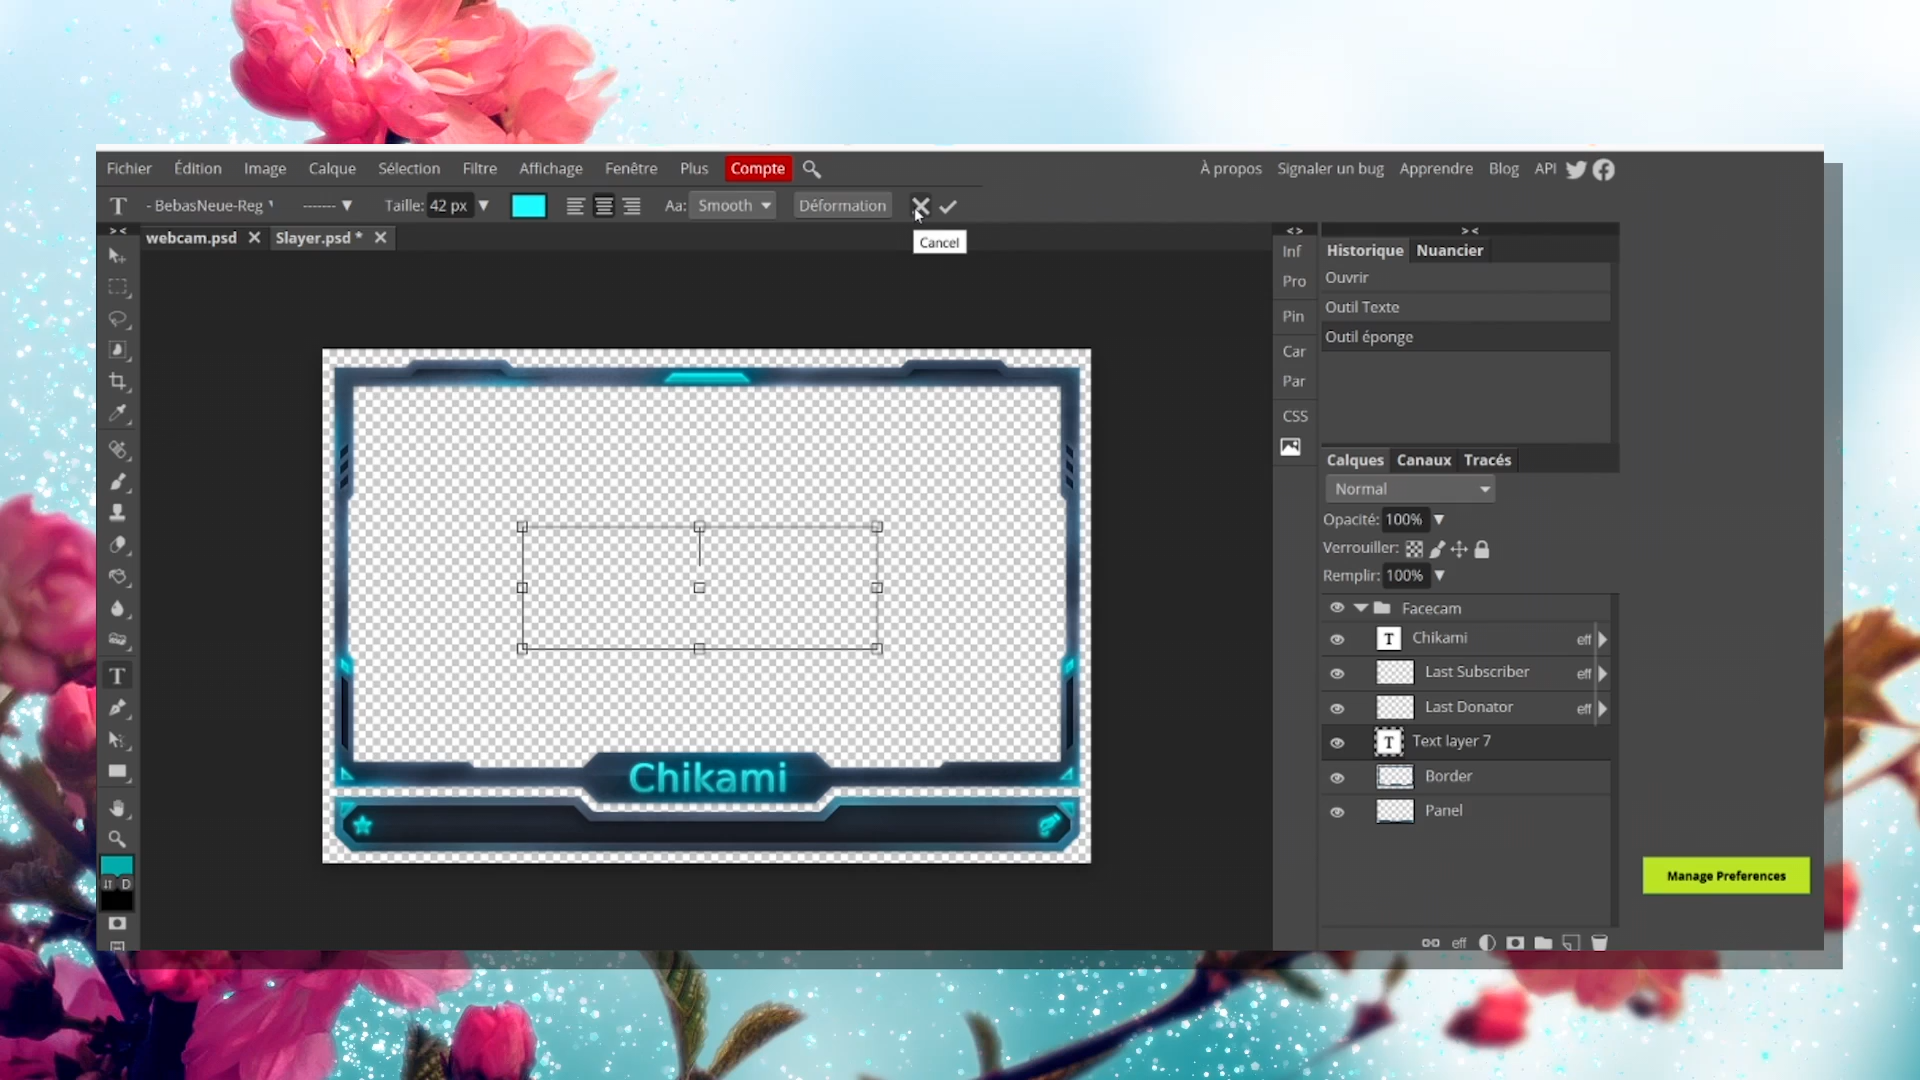 Fichier Édition Image Calque Sélection Filtre Affichage Fenêtre Plus Compte À propos Signaler un bug Apprendre Blog API
T - BebasNeue-Reg ------- Taille: 42 px Aa: Smooth Déformation
webcam.psd Slayer.psd *
Cancel
Inf
Pro
Pin
Car
Par
CSS
Historique Nuancier
Ouvrir
Outil Texte
Outil éponge
Calques Canaux Tracés
Normal
Opacité: 100%
Verrouiller:
Remplir: 100%
Facecam
T Chikami eff
Last Subscriber eff
Last Donator eff
T Text layer 7
Border
Panel
eff
T
D
Chikami
Manage Preferences